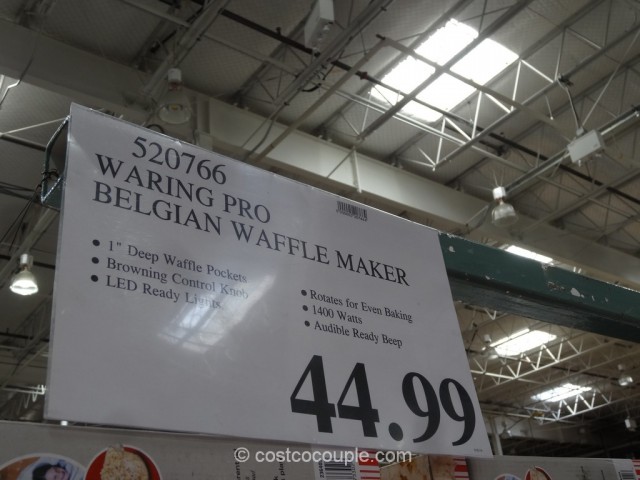 520766
WARING PRO
BELGIAN WAFFLE MAKER
• 1" Deep Waffle Pockets
• Browning Control Knob
• LED Ready Lights
• Rotates for Even Baking
• 1400 Watts
• Audible Ready Beep
44.99
© costcocouple.com